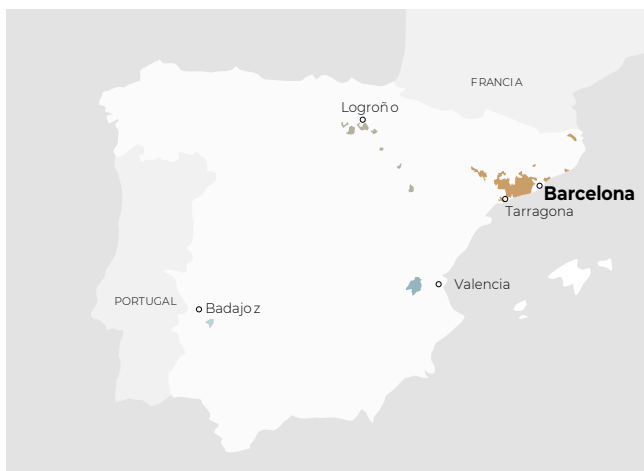 FRANCIA
Logroño
Barcelona
Tarragona
Valencia
PORTUGAL
Badajoz